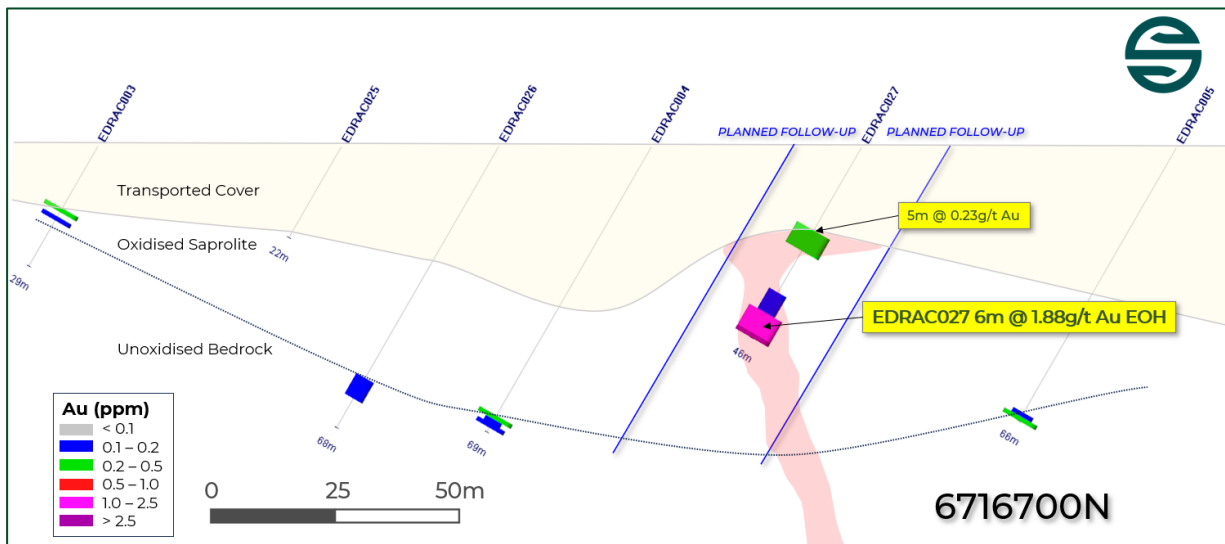 EDRAC003
EDRAC025
EDRAC026
EDRAC004
PLANNED FOLLOW-UP
EDRAC027
PLANNED FOLLOW-UP
EDRAC005
Transported Cover
5m @ 0.23g/t Au
Oxidised Saprolite
22m
29m
EDRAC027 6m @ 1.88g/t Au EOH
Unoxidised Bedrock
46m
68m
69m
66m
Au (ppm)
< 0.1
0.1 – 0.2
0.2 – 0.5
0.5 – 1.0
1.0 – 2.5
> 2.5
0 25 50m
6716700N